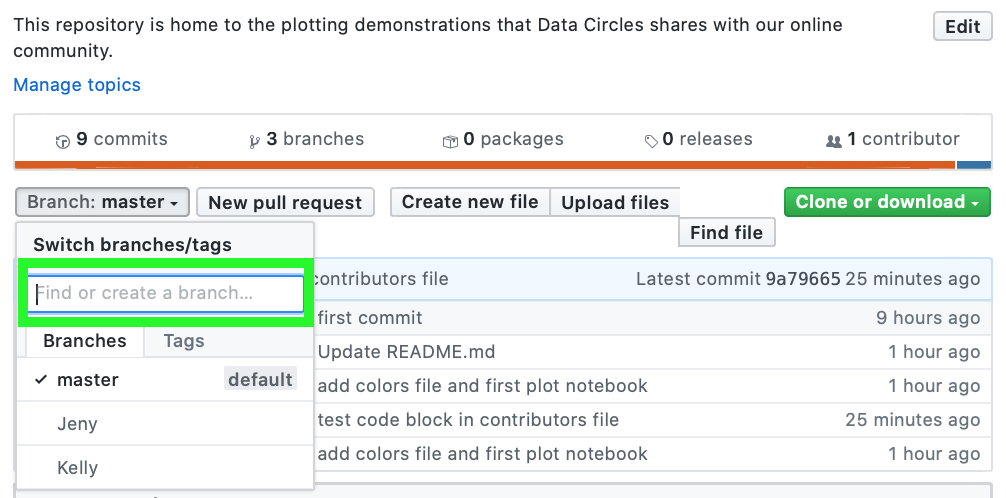 This repository is home to the plotting demonstrations that Data Circles shares with our online
community.
Edit
Manage topics
9 commits 3 branches 0 packages 0 releases 1 contributor
Branch: master New pull request Create new file Upload files Clone or download
Find file
Switch branches/tags
Find or create a branch...
contributors file Latest commit 9a79665 25 minutes ago
first commit 9 hours ago
Branches Tags
Update README.md 1 hour ago
master default
add colors file and first plot notebook 1 hour ago
Jeny
test code block in contributors file 25 minutes ago
Kelly
add colors file and first plot notebook 1 hour ago